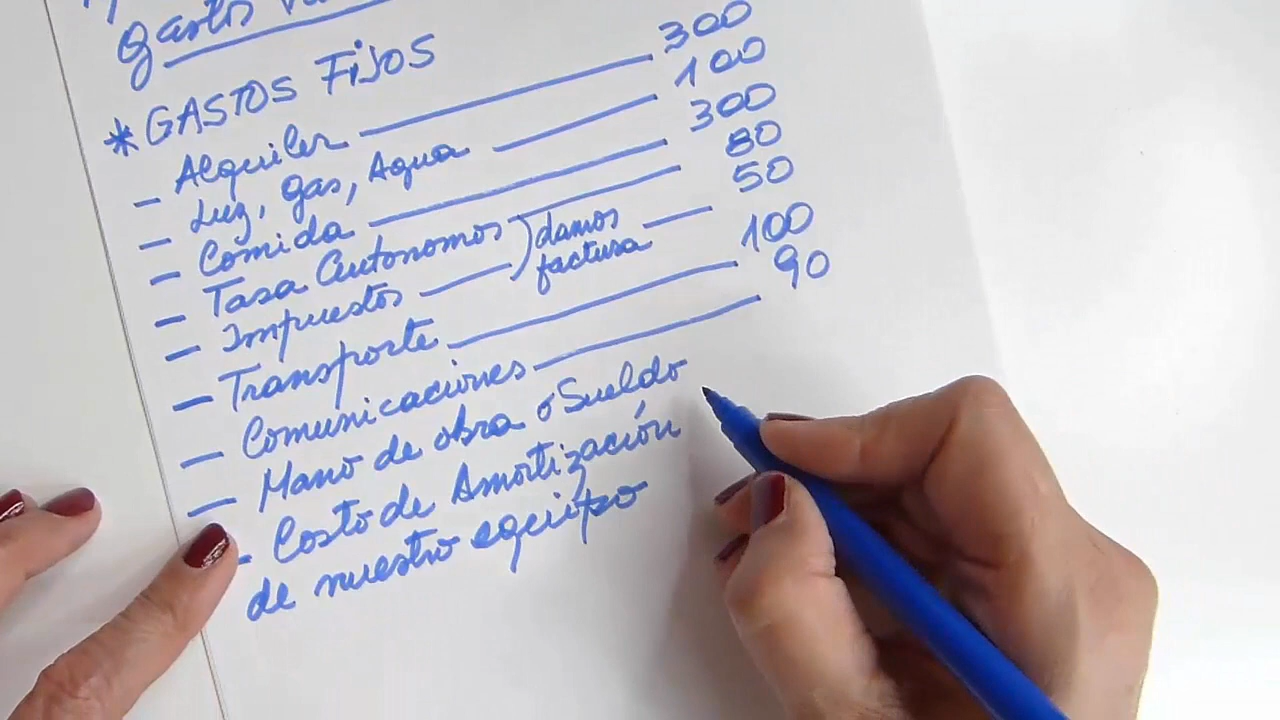 Gastos
* GASTOS FiJOS
- Alquiler 300
- Luz, Gas, Agua 100
- Comida 300
- Tasa Autonomos 80
- Impuestos ) damos factura 50
- Transporte 100
- Comunicaciones 90
- Mano de obra o Sueldo
- Costo de Amortización
de nuestro equipo